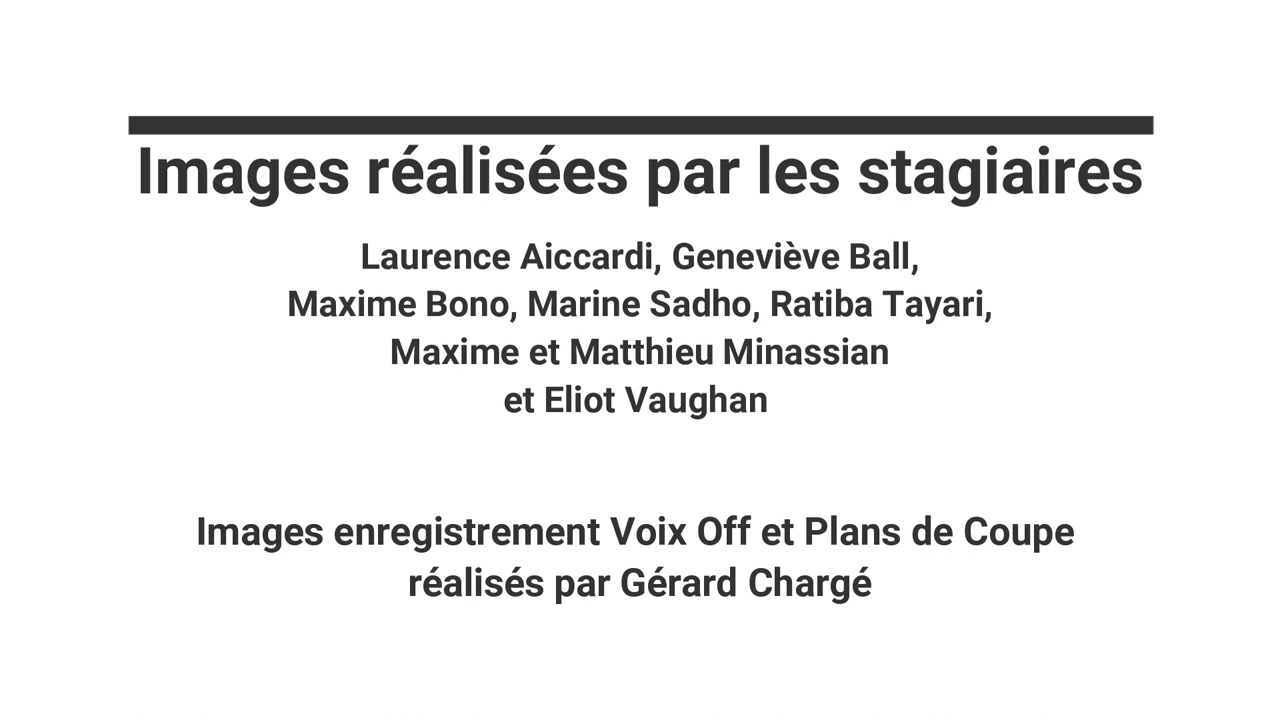 Images réalisées par les stagiaires
Laurence Aiccardi, Geneviève Ball,
Maxime Bono, Marine Sadho, Ratiba Tayari,
Maxime et Matthieu Minassian
et Eliot Vaughan
Images enregistrement Voix Off et Plans de Coupe
réalisés par Gérard Chargé